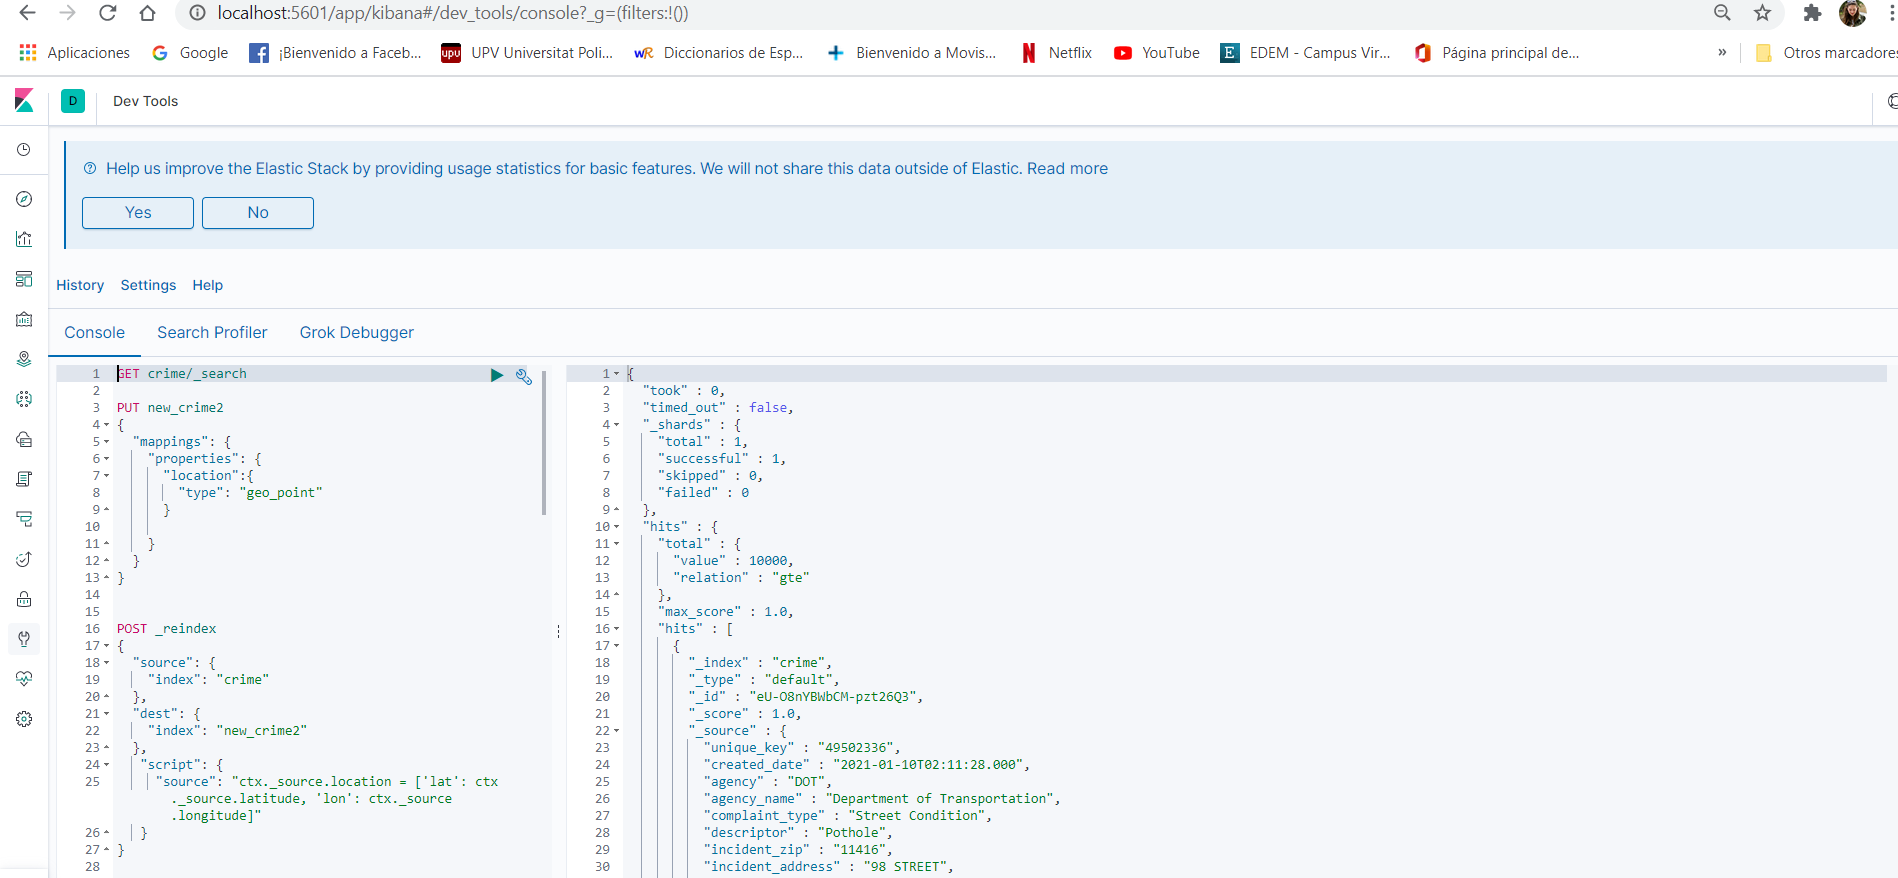 localhost:5601/app/kibana#/dev_tools/console?_g=(filters:!())
Aplicaciones Google ¡Bienvenido a Faceb... upv UPV Universitat Poli... wR Diccionarios de Esp... Bienvenido a Movis... Netflix YouTube E EDEM - Campus Vir... Página principal de... » Otros marcadores
D Dev Tools
Help us improve the Elastic Stack by providing usage statistics for basic features. We will not share this data outside of Elastic. Read more
Yes No
History Settings Help
Console Search Profiler Grok Debugger
1 GET crime/_search
2
3 PUT new_crime2
4 {
5 "mappings": {
6 "properties": {
7 "location":{
8 "type": "geo_point"
9 }
10
11 }
12 }
13 }
14
15
16 POST _reindex
17 {
18 "source": {
19 "index": "crime"
20 },
21 "dest": {
22 "index": "new_crime2"
23 },
24 "script": {
25 "source": "ctx._source.location = ['lat': ctx
._source.latitude, 'lon': ctx._source
.longitude]"
26 }
27 }
28
1 {
2 "took" : 0,
3 "timed_out" : false,
4 "_shards" : {
5 "total" : 1,
6 "successful" : 1,
7 "skipped" : 0,
8 "failed" : 0
9 },
10 "hits" : {
11 "total" : {
12 "value" : 10000,
13 "relation" : "gte"
14 },
15 "max_score" : 1.0,
16 "hits" : [
17 {
18 "_index" : "crime",
19 "_type" : "default",
20 "_id" : "eU-O8nYBWbCM-pzt26Q3",
21 "_score" : 1.0,
22 "_source" : {
23 "unique_key" : "49502336",
24 "created_date" : "2021-01-10T02:11:28.000",
25 "agency" : "DOT",
26 "agency_name" : "Department of Transportation",
27 "complaint_type" : "Street Condition",
28 "descriptor" : "Pothole",
29 "incident_zip" : "11416",
30 "incident_address" : "98 STREET",